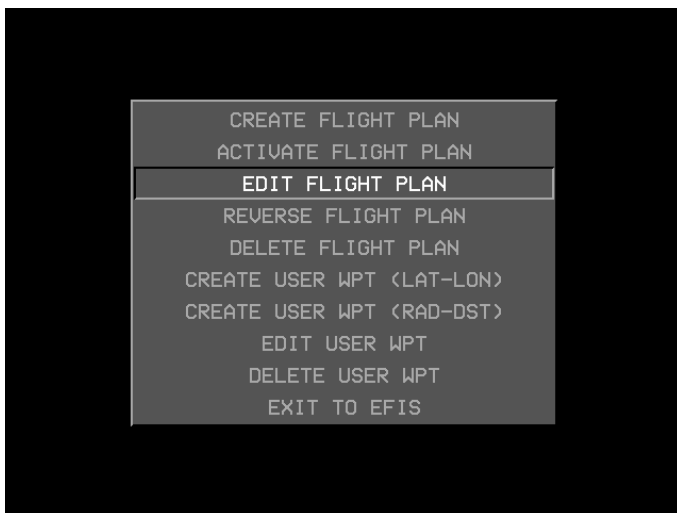 CREATE FLIGHT PLAN
ACTIVATE FLIGHT PLAN
EDIT FLIGHT PLAN
REVERSE FLIGHT PLAN
DELETE FLIGHT PLAN
CREATE USER WPT (LAT-LON)
CREATE USER WPT (RAD-DST)
EDIT USER WPT
DELETE USER WPT
EXIT TO EFIS